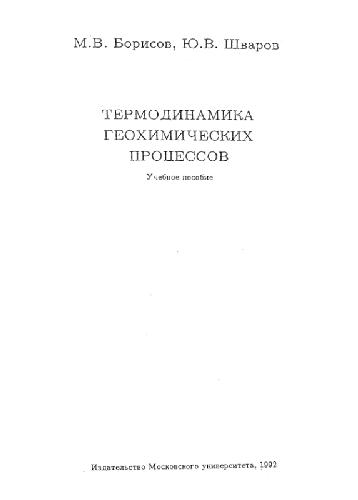 М.В. Борисов, Ю.В. Шваров
ТЕРМОДИНАМИКА
ГЕОХИМИЧЕСКИХ
ПРОЦЕССОВ
Учебное пособие
Издательство Московского университета, 1992